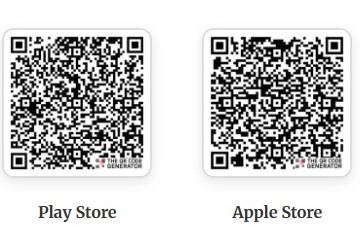 THE QR CODE
GENERATOR
THE QR CODE
GENERATOR
Play Store
Apple Store